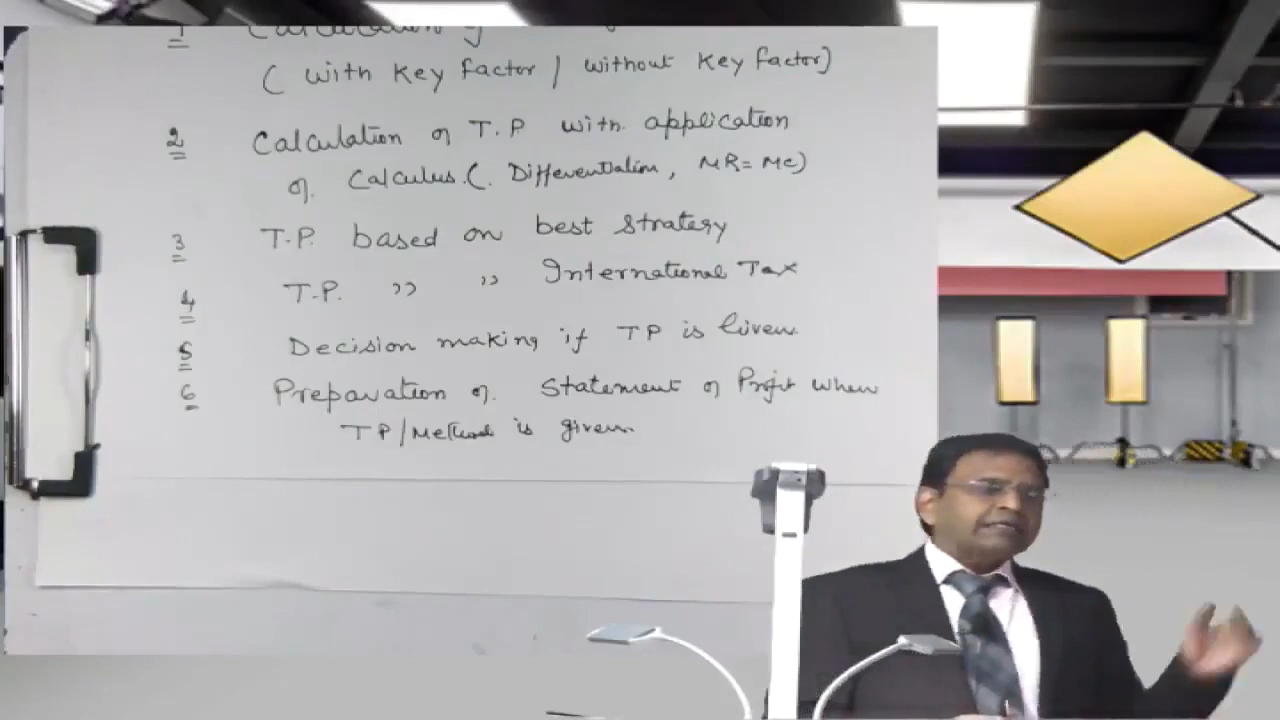 1
( with Key factor / without Key factor)
2 Calculation of T.P with application
of Calculus. (. Differentiation, MR = MC)
3 T.P. based on best strategy
4 T.P. ,, ,, International Tax
5 Decision making if TP is Given
6 Preparation of. Statement of Profit when
TP/Method is given